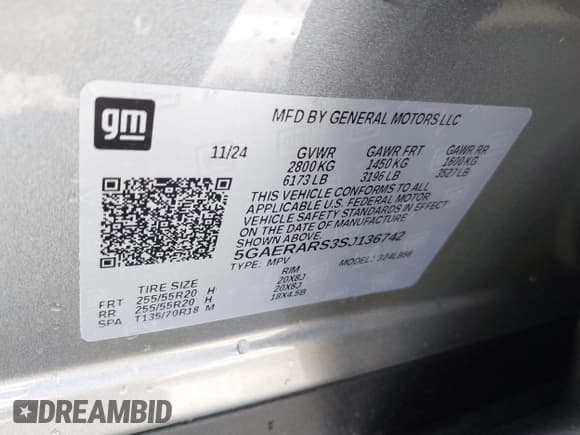 gm
MFD BY GENERAL MOTORS LLC
11/24 GVWR GAWR FRT GAWR RR
2800 KG 1450 KG 1600 KG
6173 LB 3196 LB 3527 LB
THIS VEHICLE CONFORMS TO ALL
APPLICABLE U.S. FEDERAL MOTOR
VEHICLE SAFETY STANDARDS IN EFFECT
ON THE DATE OF MANUFACTURE
SHOWN ABOVE.
5GAERARS3SJ136742
TYPE: MPV MODEL:
TIRE SIZE RIM
FRT 255/55R20 H 20X8J
RR 255/55R20 H 20X8J
SPA T135/70R18 M 18X4.5B
DREAMBID